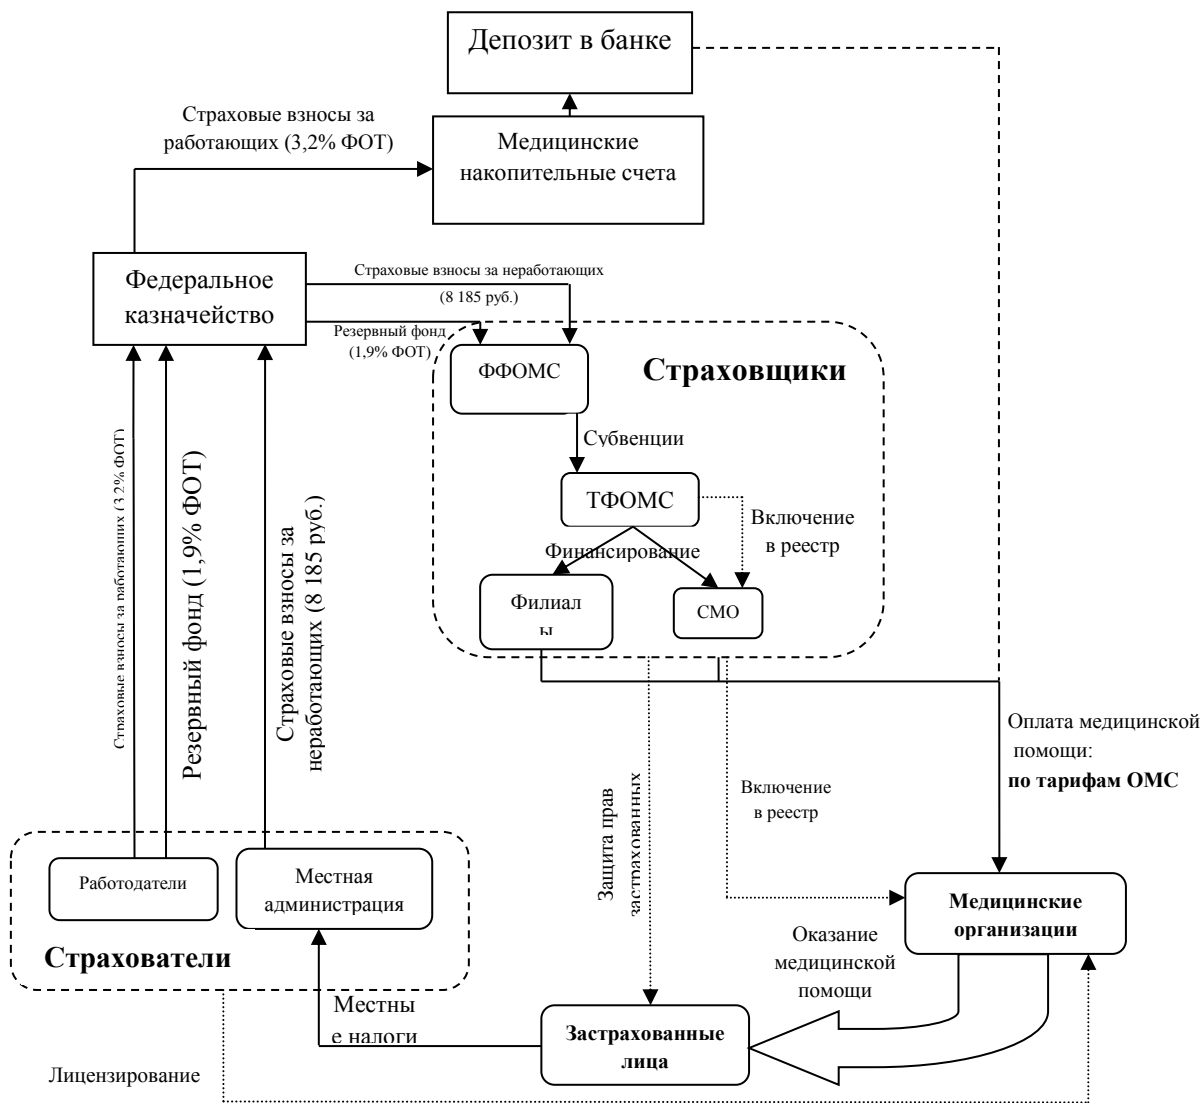 Депозит в банке
Страховые взносы за
работающих (3,2% ФОТ)
Медицинские
накопительные счета
Федеральное
казначейство
Страховые взносы за неработающих
(8 185 руб.)
Резервный фонд
(1,9% ФОТ)
ФФОМС
Страховщики
Субвенции
ТФОМС
Включение
в реестр
Финансирование
Филиал
ы
СМО
Страховые взносы за работающих (3,2% ФОТ)
Резервный фонд (1,9% ФОТ)
Страховые взносы за
неработающих (8 185 руб.)
Оплата медицинской
помощи:
по тарифам ОМС
Защита прав
застрахованных
Включение
в реестр
Работодатели
Местная
администрация
Страхователи
Медицинские
организации
Оказание
медицинской
помощи
Местны
е налоги
Застрахованные
лица
Лицензирование